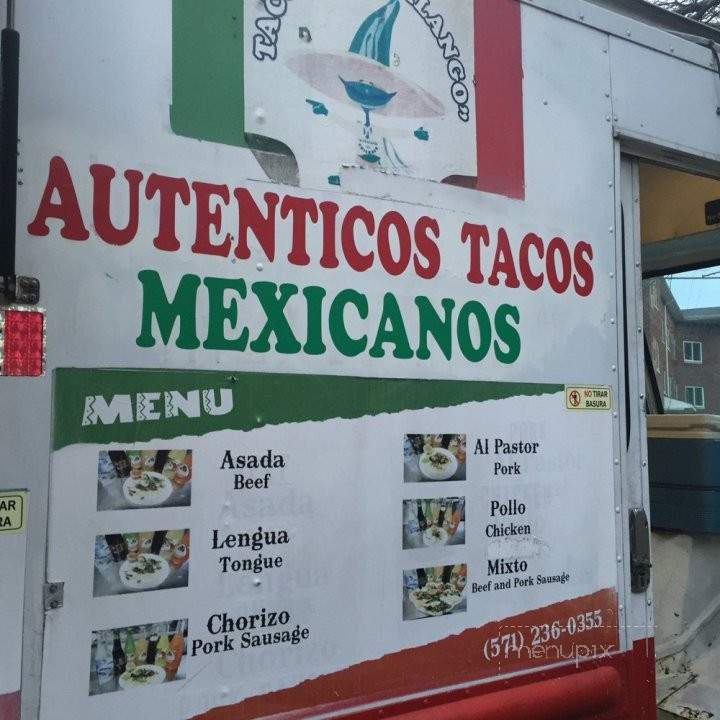 AUTENTICOS TACOS
MEXICANOS
MENU
NO TIRAR
BASURA
Asada
Beef
Al Pastor
Pork
Lengua
Tongue
Pollo
Chicken
Chorizo
Pork Sausage
Mixto
Beef and Pork Sausage
(571) 236-0355
menupix